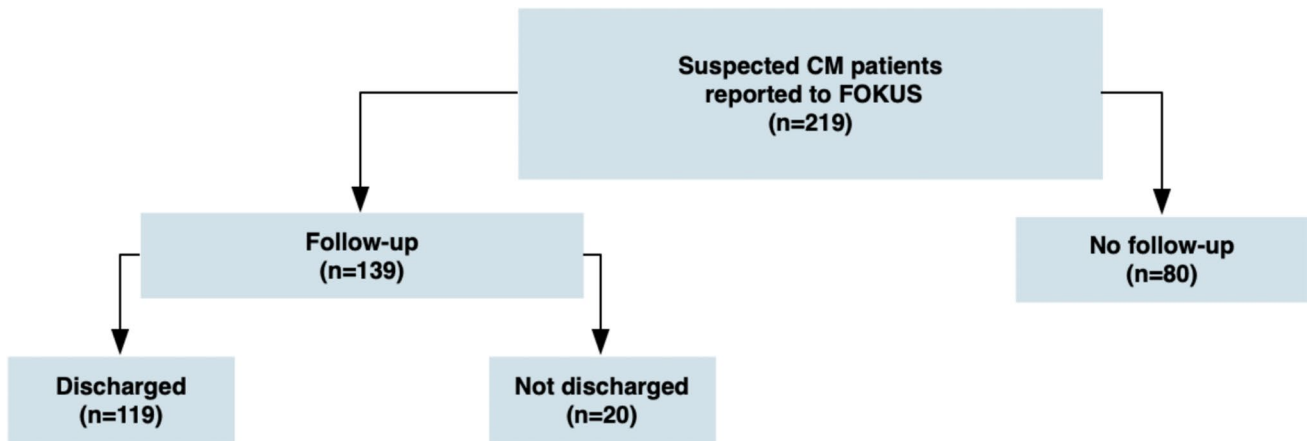 Suspected CM patients
reported to FOKUS
(n=219)
Follow-up
(n=139)
No follow-up
(n=80)
Discharged
(n=119)
Not discharged
(n=20)